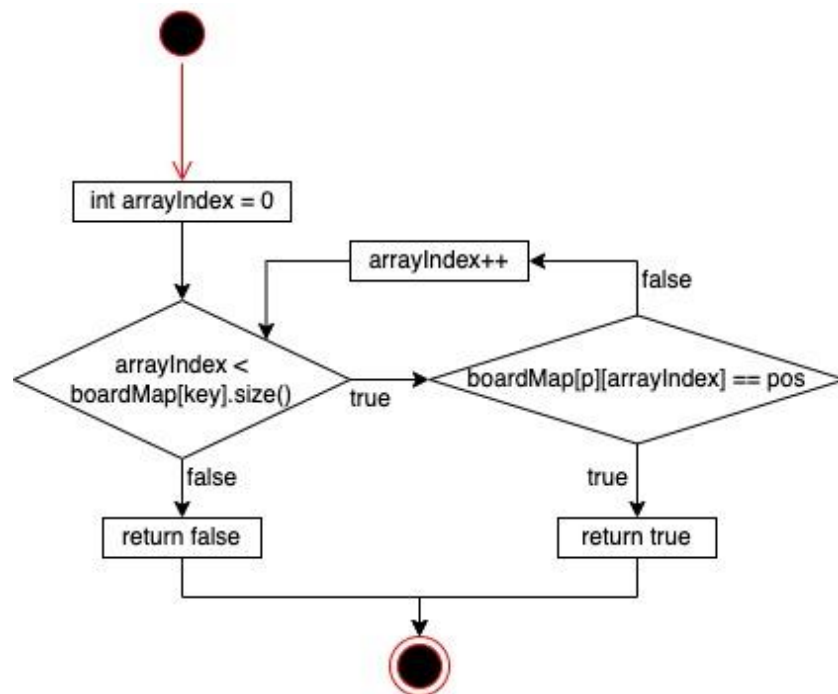 int arrayIndex = 0
arrayIndex++
false
arrayIndex <
boardMap[key].size()
true
boardMap[p][arrayIndex] == pos
false
true
return false
return true